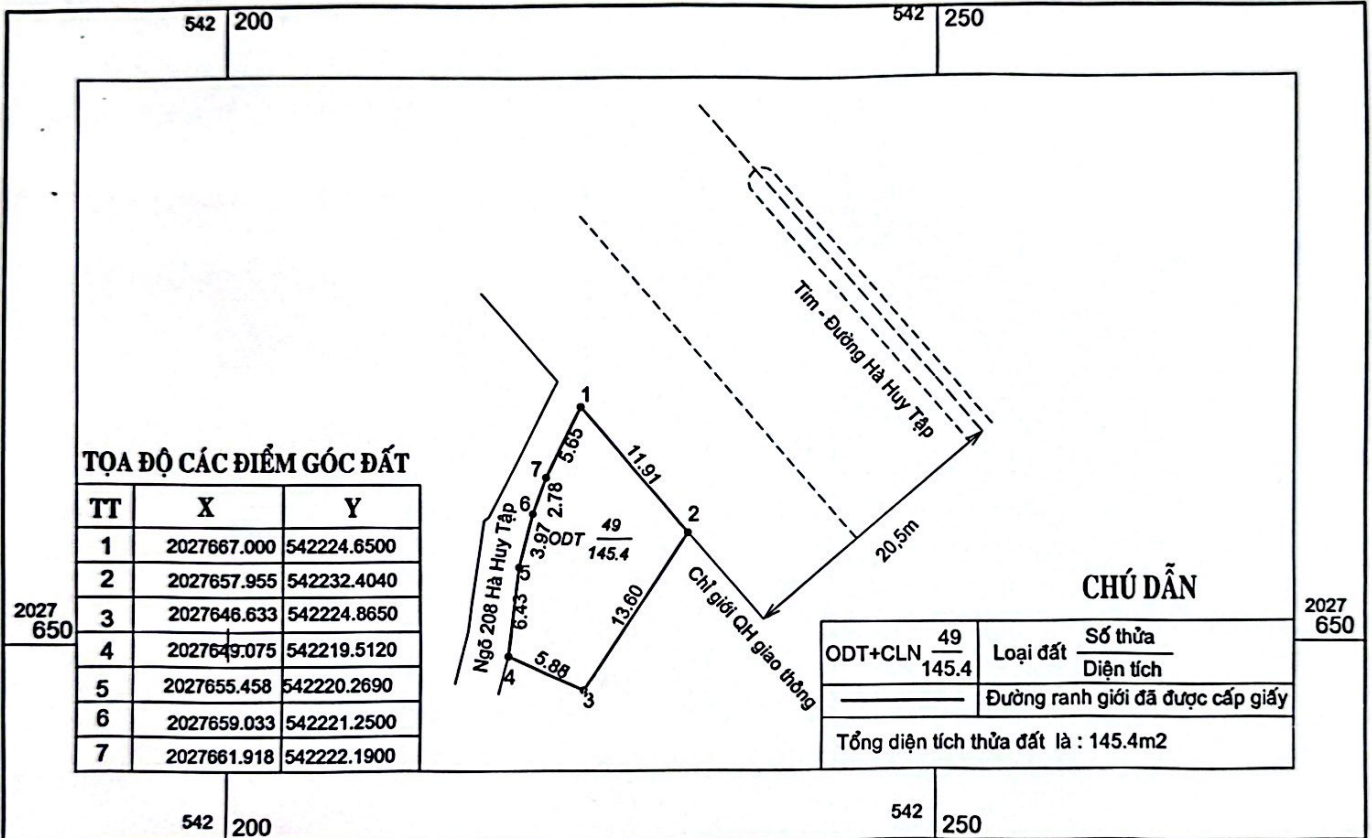 542 200
542 250
Tim - Đường Hà Huy Tập
20,5m
1
5.65
11.91
7
2.78
6
2
Ngõ 208 Hà Huy Tập
3.97
ODT 49
145.4
5
6.43
13.60
Chỉ giới QH giao thông
4
5.88
3
TỌA ĐỘ CÁC ĐIỂM GÓC ĐẤT
TT X Y
1 2027667.000 542224.6500
2 2027657.955 542232.4040
3 2027646.633 542224.8650
4 2027649.075 542219.5120
5 2027655.458 542220.2690
6 2027659.033 542221.2500
7 2027661.918 542222.1900
2027
650
CHÚ DẪN
2027
650
ODT+CLN 49
145.4
Loại đất Số thửa
Diện tích
Đường ranh giới đã được cấp giấy
Tổng diện tích thửa đất là : 145.4m2
542 200
542 250